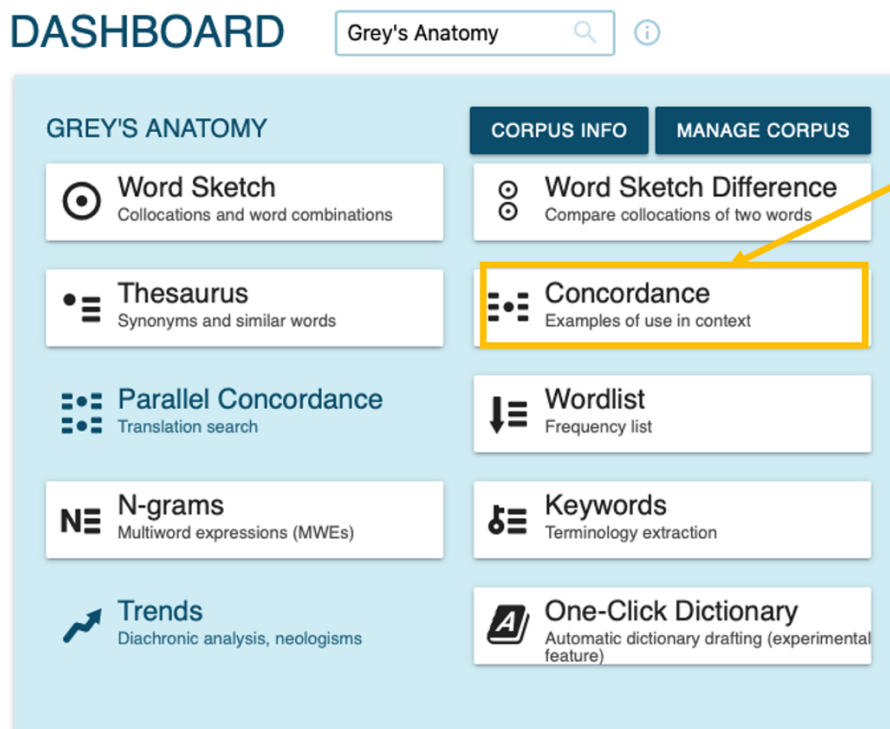 DASHBOARD
Grey's Anatomy
GREY'S ANATOMY
CORPUS INFO
MANAGE CORPUS
Word Sketch
Collocations and word combinations
Word Sketch Difference
Compare collocations of two words
Thesaurus
Synonyms and similar words
Concordance
Examples of use in context
Parallel Concordance
Translation search
Wordlist
Frequency list
N-grams
Multiword expressions (MWEs)
Keywords
Terminology extraction
Trends
Diachronic analysis, neologisms
One-Click Dictionary
Automatic dictionary drafting (experimental
feature)